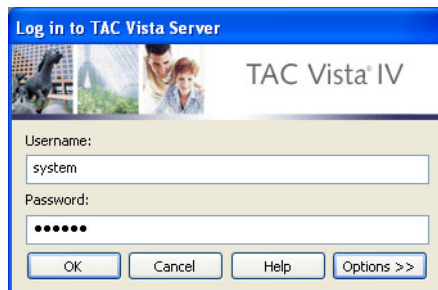 Log in to TAC Vista Server
TAC Vista® IV
Username:
system
Password:
●●●●●●
OK Cancel Help Options >>